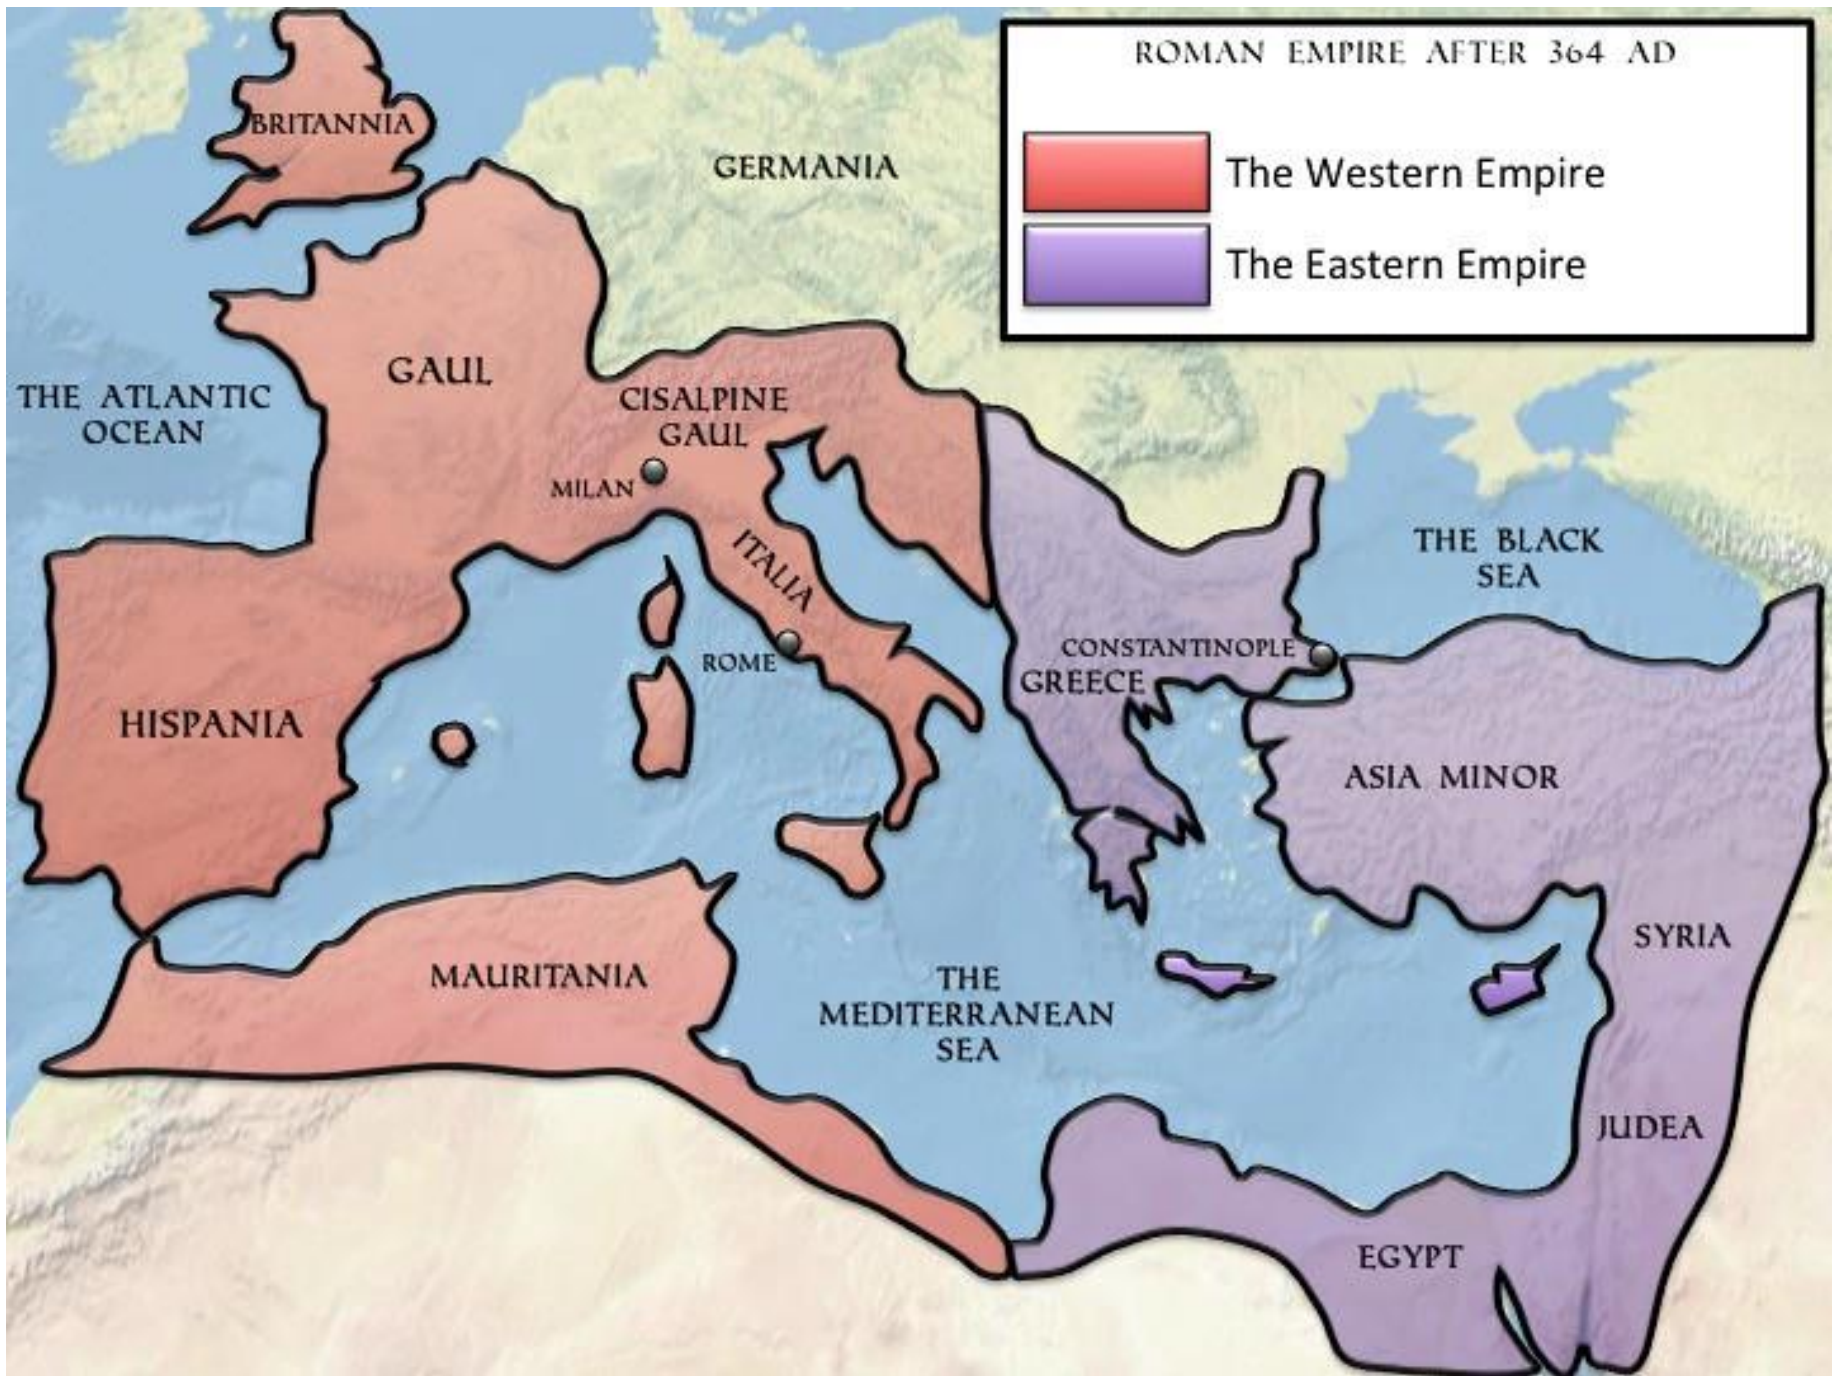 ROMAN EMPIRE AFTER 364 AD
The Western Empire
The Eastern Empire
BRITANNIA
GERMANIA
GAUL
THE ATLANTIC
OCEAN
CISALPINE
GAUL
MILAN
ITALIA
ROME
THE BLACK
SEA
CONSTANTINOPLE
GREECE
HISPANIA
ASIA MINOR
SYRIA
MAURITANIA
THE
MEDITERRANEAN
SEA
JUDEA
EGYPT